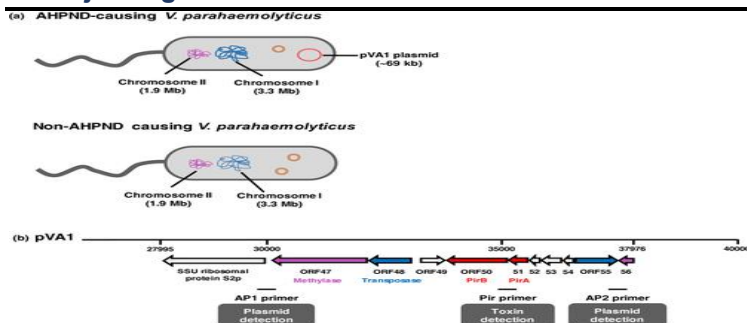 (a) AHPND-causing V. parahaemolyticus
pVA1 plasmid
(~69 kb)
Chromosome II
(1.9 Mb)
Chromosome I
(3.3 Mb)
Non-AHPND causing V. parahaemolyticus
Chromosome II
(1.9 Mb)
Chromosome I
(3.3 Mb)
(b) pVA1
27995 30000 35000 37976 4000
SSU ribosomal
protein S2p
ORF47
Methylase
ORF48
Transposase
ORF49
ORF50
PirB
51
PirA
52 53 54 ORF55 56
AP1 primer
Plasmid
detection
Pir primer
Toxin
detection
AP2 primer
Plasmid
detection